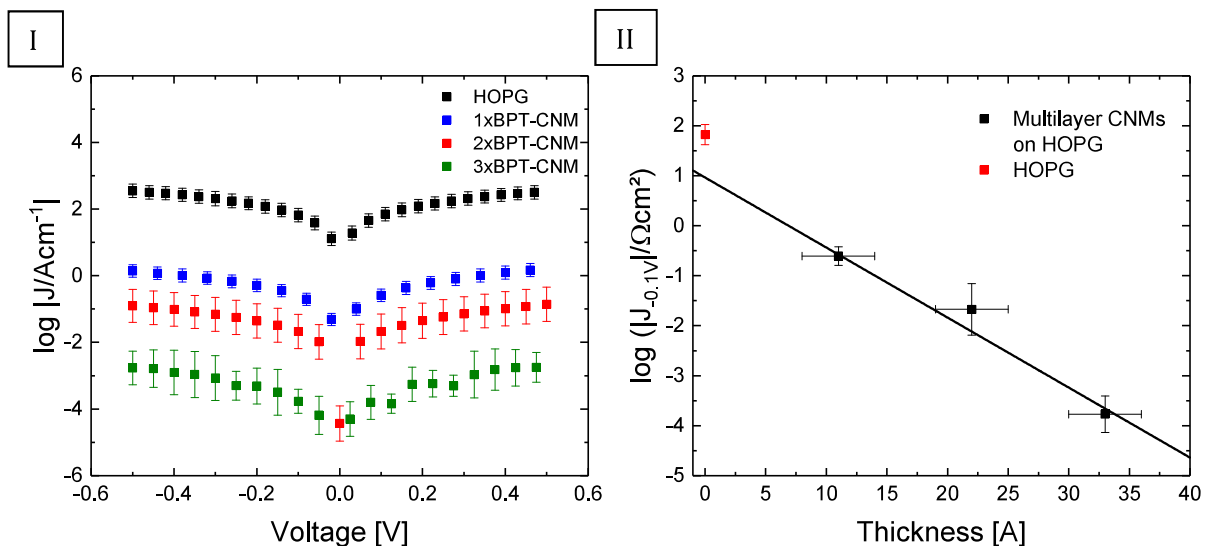 I
6
4
2
0
−2
−4
−6
−0.6
−0.4
−0.2
0.0
0.2
0.4
0.6
log |J/Acm⁻¹|
Voltage [V]
HOPG
1xBPT-CNM
2xBPT-CNM
3xBPT-CNM
II
3
2
1
0
-1
-2
-3
-4
-5
0
5
10
15
20
25
30
35
40
log (|J₋₀.₁ᵥ|/Ωcm²)
Thickness [A]
Multilayer CNMs
on HOPG
HOPG